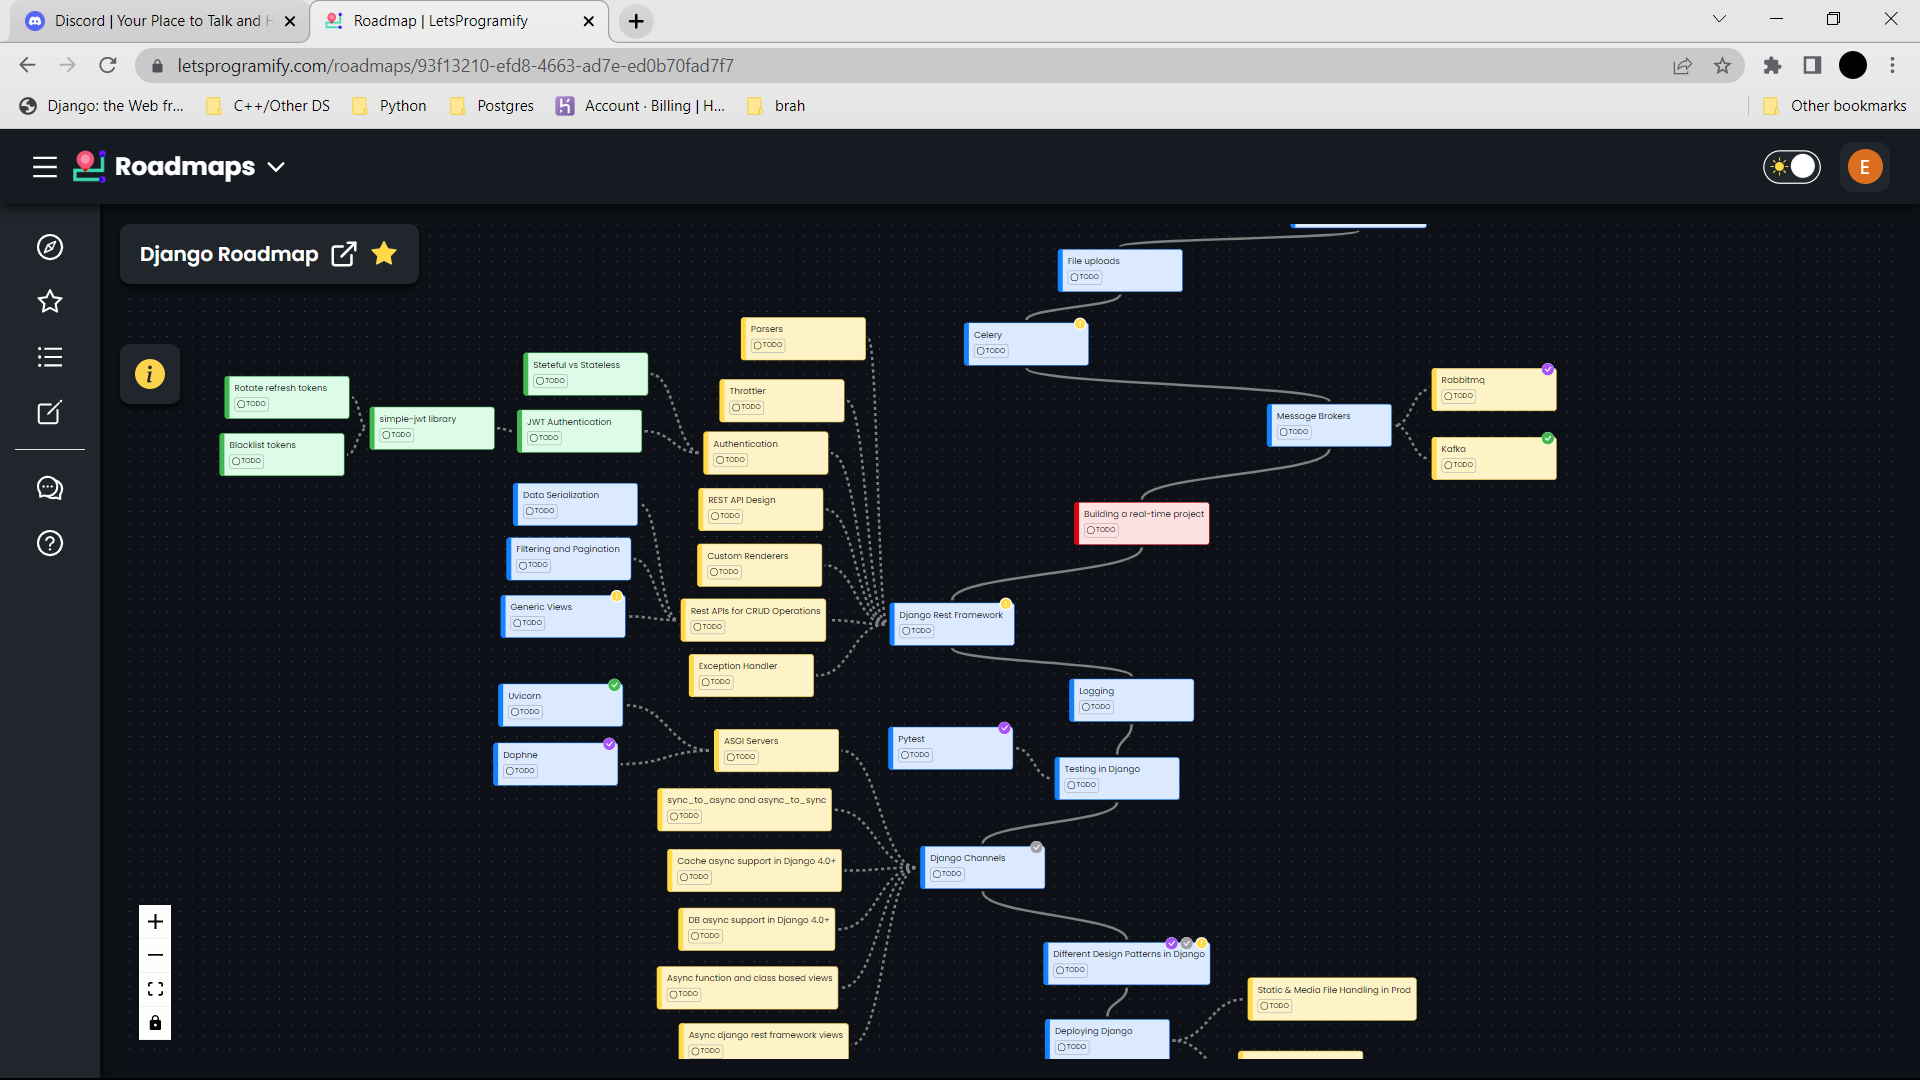 Discord | Your Place to Talk and H
Roadmap | LetsProgramify
letsprogramify.com/roadmaps/93f13210-efd8-4663-ad7e-ed0b70fad7f7
Django: the Web fr...
C++/Other DS
Python
Postgres
Account · Billing | H...
brah
Other bookmarks
Roadmaps
E
Django Roadmap
File uploads
TODO
Celery
TODO
Parsers
TODO
Steteful vs Stateless
TODO
Rotate refresh tokens
TODO
Throttler
TODO
Rabbitmq
TODO
simple-jwt library
TODO
JWT Authentication
TODO
Message Brokers
TODO
Blacklist tokens
TODO
Authentication
TODO
Kafka
TODO
Data Serialization
TODO
REST API Design
TODO
Building a real-time project
TODO
Filtering and Pagination
TODO
Custom Renderers
TODO
Generic Views
TODO
Rest APIs for CRUD Operations
TODO
Django Rest Framework
TODO
Exception Handler
TODO
Uvicorn
TODO
Logging
TODO
ASGI Servers
TODO
Pytest
TODO
Daphne
TODO
Testing in Django
TODO
sync_to_async and async_to_sync
TODO
Cache async support in Django 4.0+
TODO
Django Channels
TODO
DB async support in Django 4.0+
TODO
Different Design Patterns in Django
TODO
Async function and class based views
TODO
Static & Media File Handling in Prod
TODO
Async django rest framework views
TODO
Deploying Django
TODO